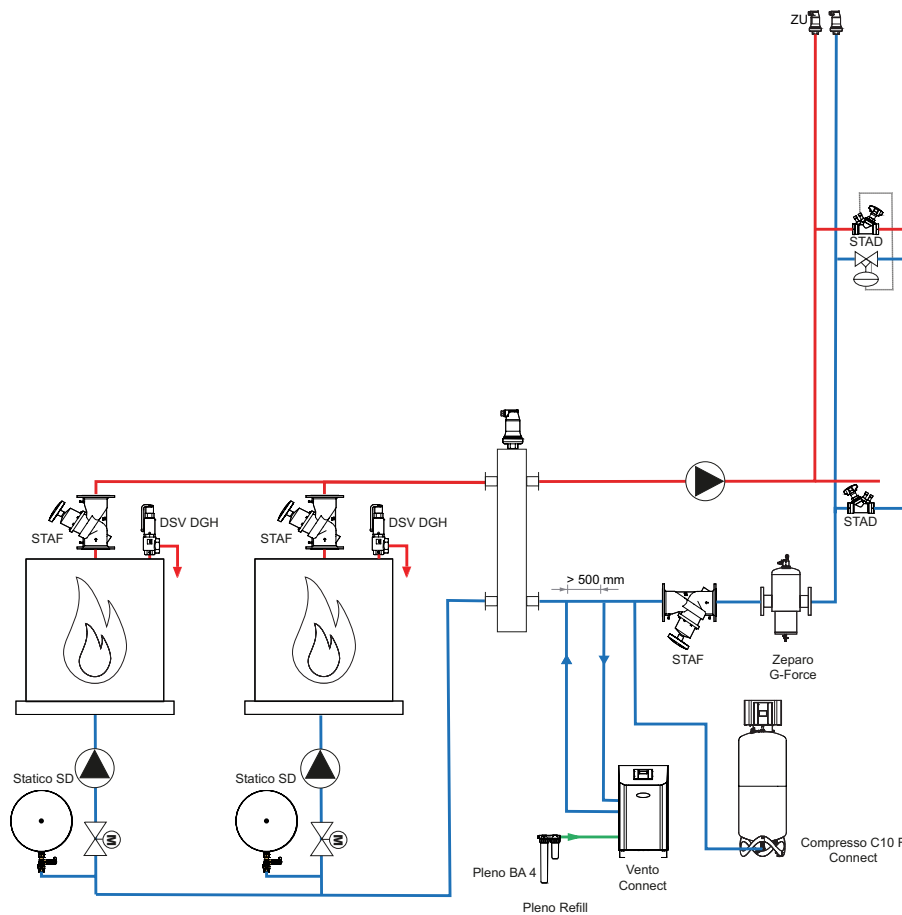 ZU
STAD
STAD
DSV DGH
DSV DGH
STAF
STAF
> 500 mm
STAF
Zeparo
G-Force
Statico SD
Statico SD
M
M
Compresso C10 F
Connect
Pleno BA 4
Vento
Connect
Pleno Refill